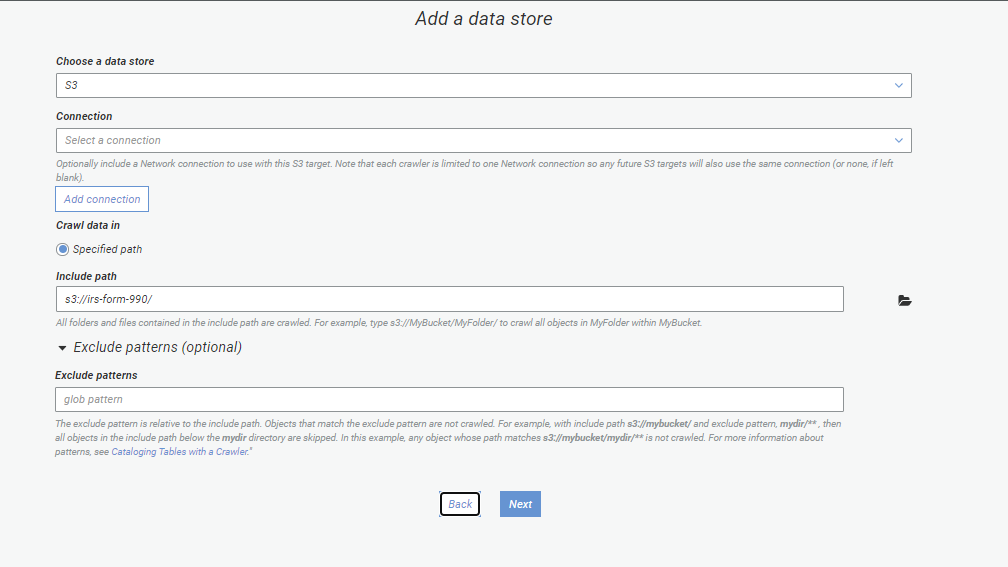 Add a data store
Choose a data store
S3
Connection
Select a connection
Optionally include a Network connection to use with this S3 target. Note that each crawler is limited to one Network connection so any future S3 targets will also use the same connection (or none, if left
blank).
Add connection
Crawl data in
Specified path
Include path
s3://irs-form-990/
All folders and files contained in the include path are crawled. For example, type s3://MyBucket/MyFolder/ to crawl all objects in MyFolder within MyBucket.
Exclude patterns (optional)
Exclude patterns
glob pattern
The exclude pattern is relative to the include path. Objects that match the exclude pattern are not crawled. For example, with include path s3://mybucket/ and exclude pattern, mydir/** , then
all objects in the include path below the mydir directory are skipped. In this example, any object whose path matches s3://mybucket/mydir/** is not crawled. For more information about
patterns, see Cataloging Tables with a Crawler."
Back
Next